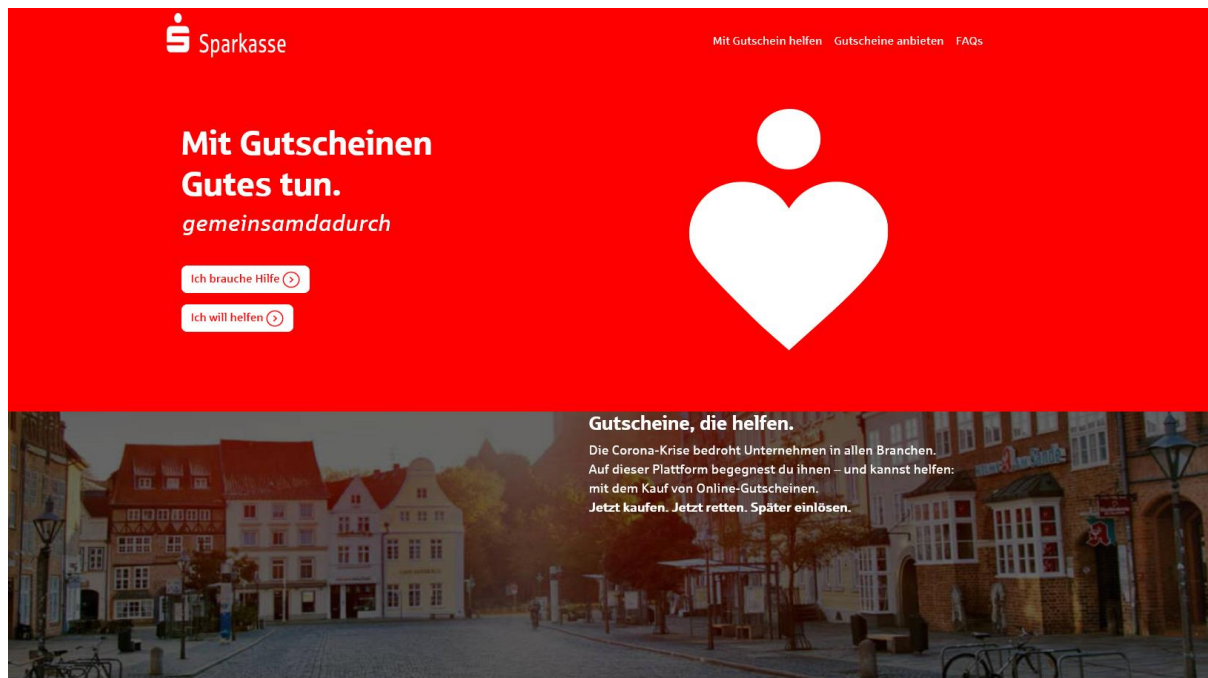 Sparkasse
Mit Gutschein helfen
Gutscheine anbieten
FAQs
Mit Gutscheinen
Gutes tun.
gemeinsamdadurch
Ich brauche Hilfe
Ich will helfen
Gutscheine, die helfen.
Die Corona-Krise bedroht Unternehmen in allen Branchen.
Auf dieser Plattform begegnest du ihnen – und kannst helfen:
mit dem Kauf von Online-Gutscheinen.
Jetzt kaufen. Jetzt retten. Später einlösen.